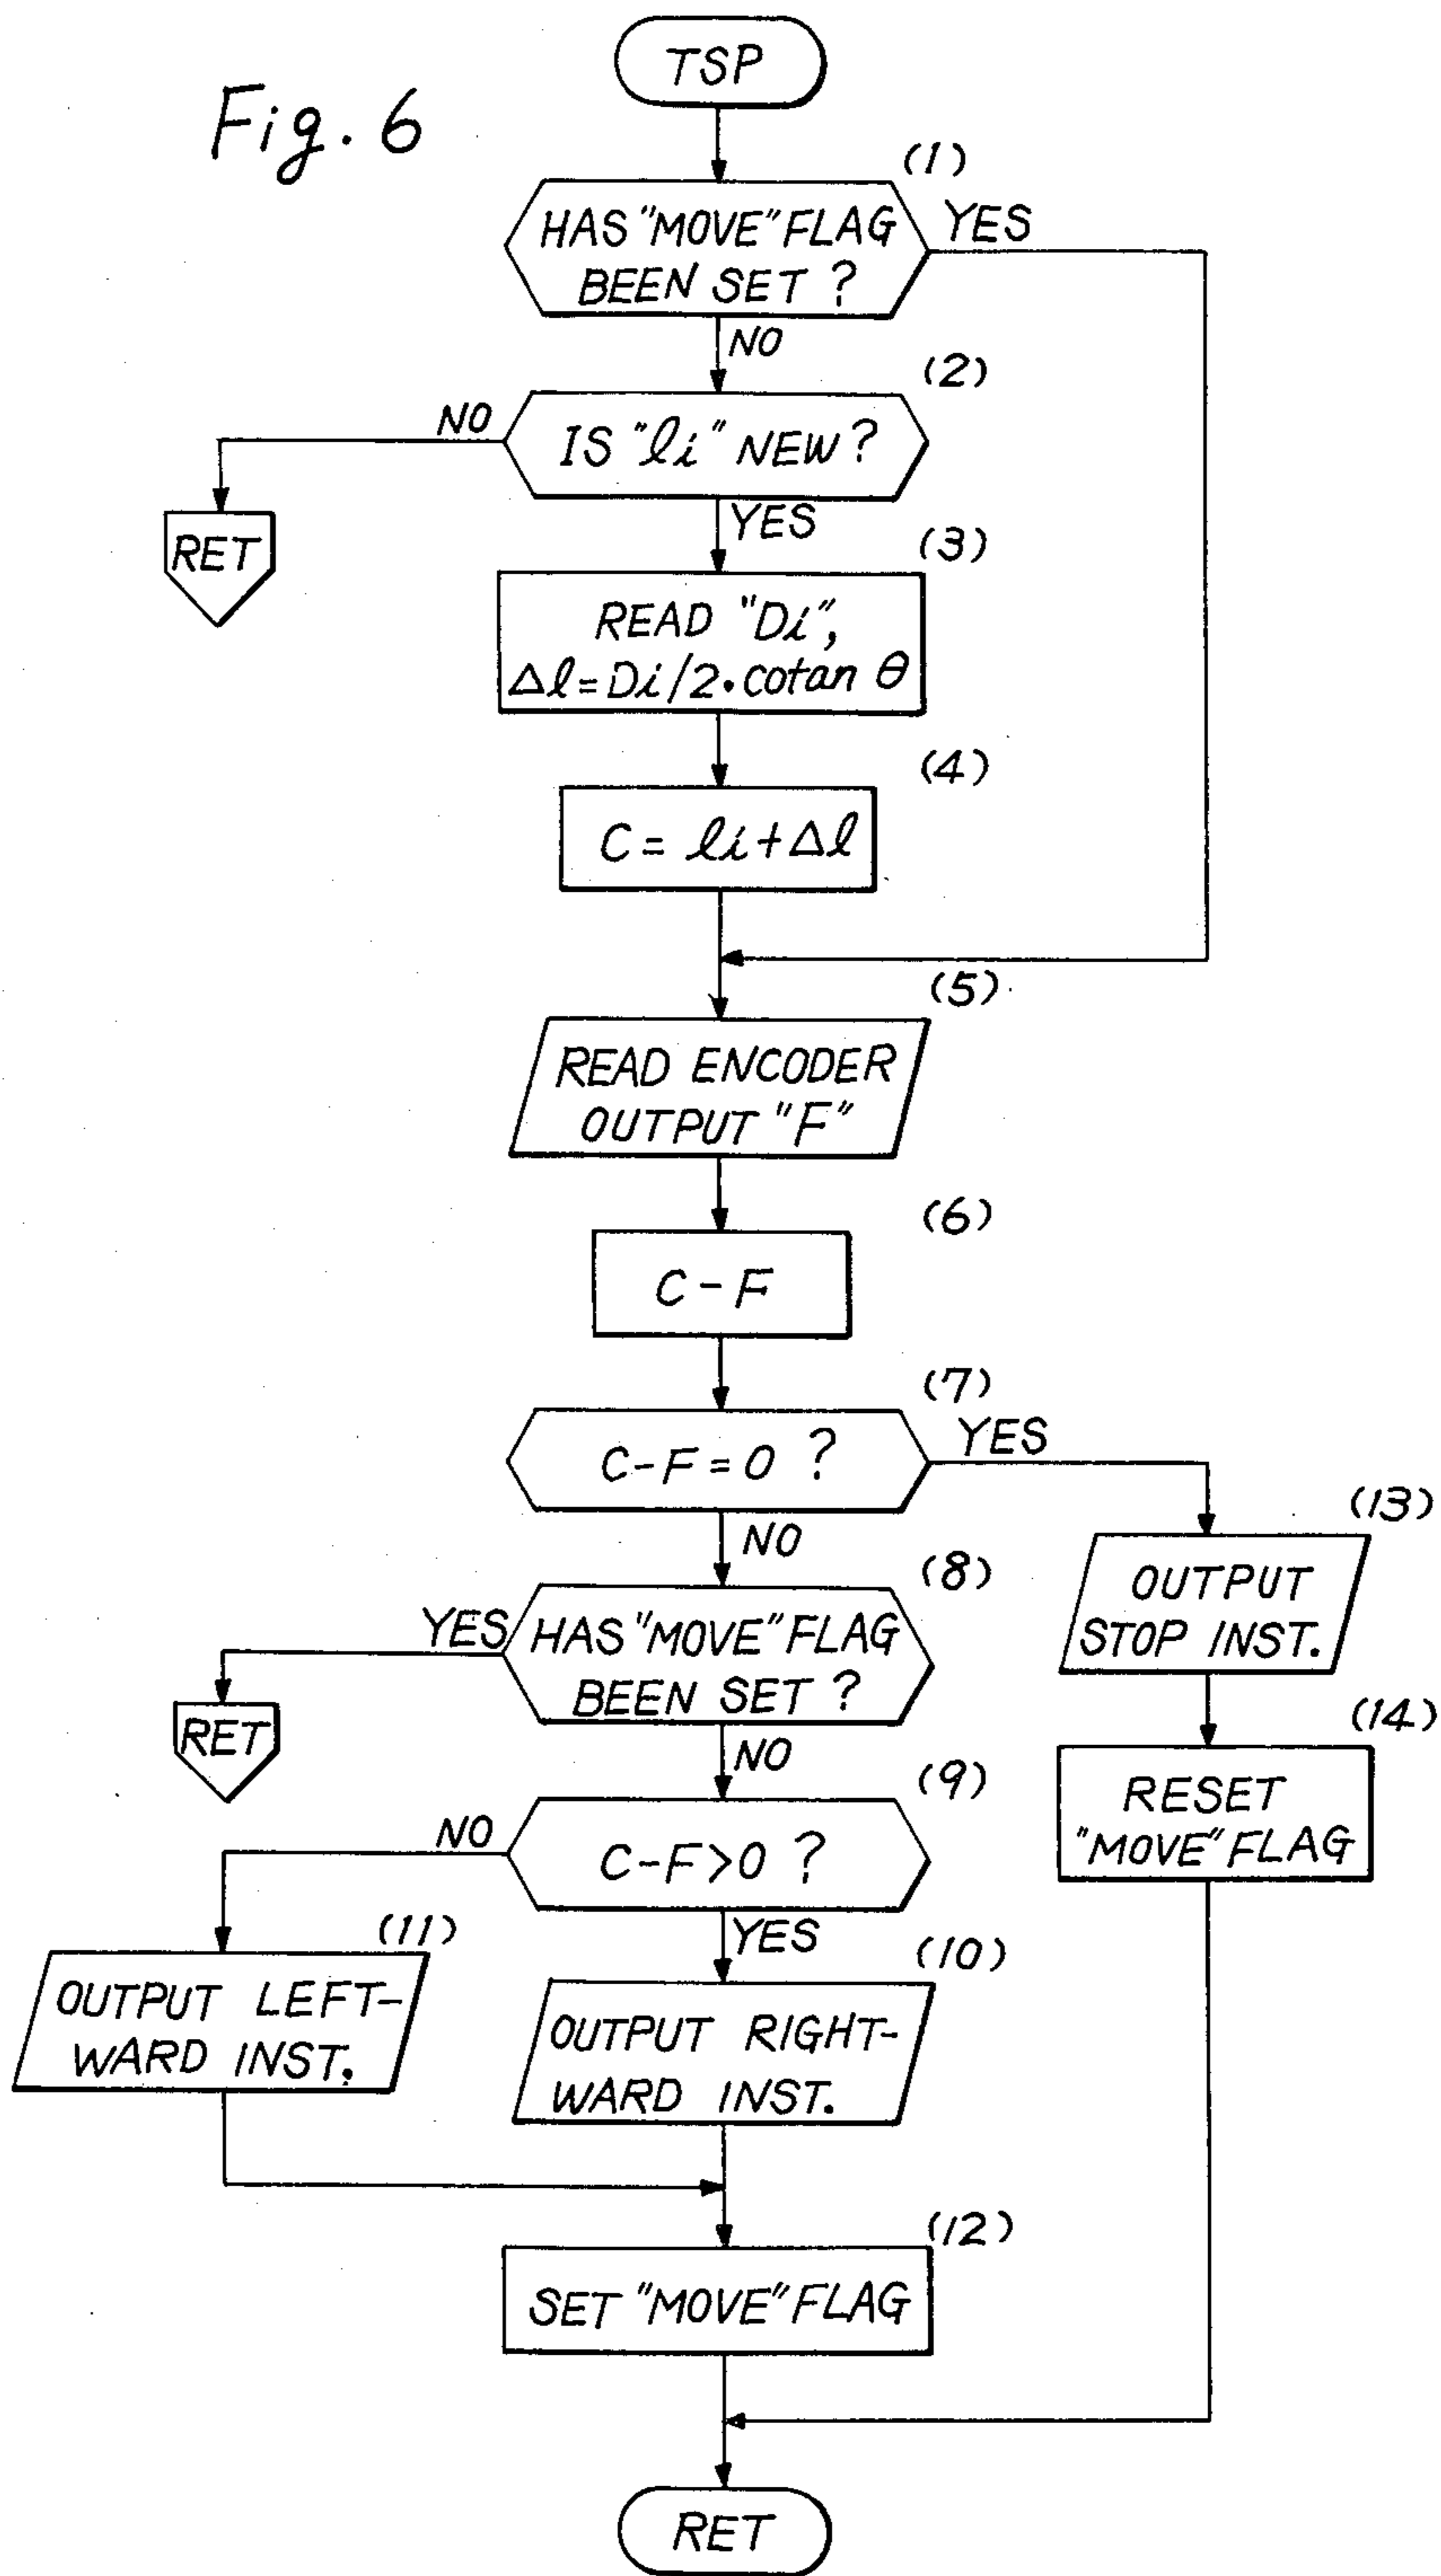 Fig. 6
TSP
(1)
HAS "MOVE" FLAG
BEEN SET ?
YES
NO
(2)
IS "li" NEW ?
NO
RET
YES
(3)
READ "Di",
Δl=Di/2·cotan θ
(4)
C = li + Δl
(5)
READ ENCODER
OUTPUT "F"
(6)
C - F
(7)
C-F=0 ?
YES
NO
(8)
HAS "MOVE" FLAG
BEEN SET ?
YES
RET
NO
(9)
C-F>0 ?
NO
YES
(10)
OUTPUT RIGHT-
WARD INST.
(11)
OUTPUT LEFT-
WARD INST.
(12)
SET "MOVE" FLAG
(13)
OUTPUT
STOP INST.
(14)
RESET
"MOVE" FLAG
RET